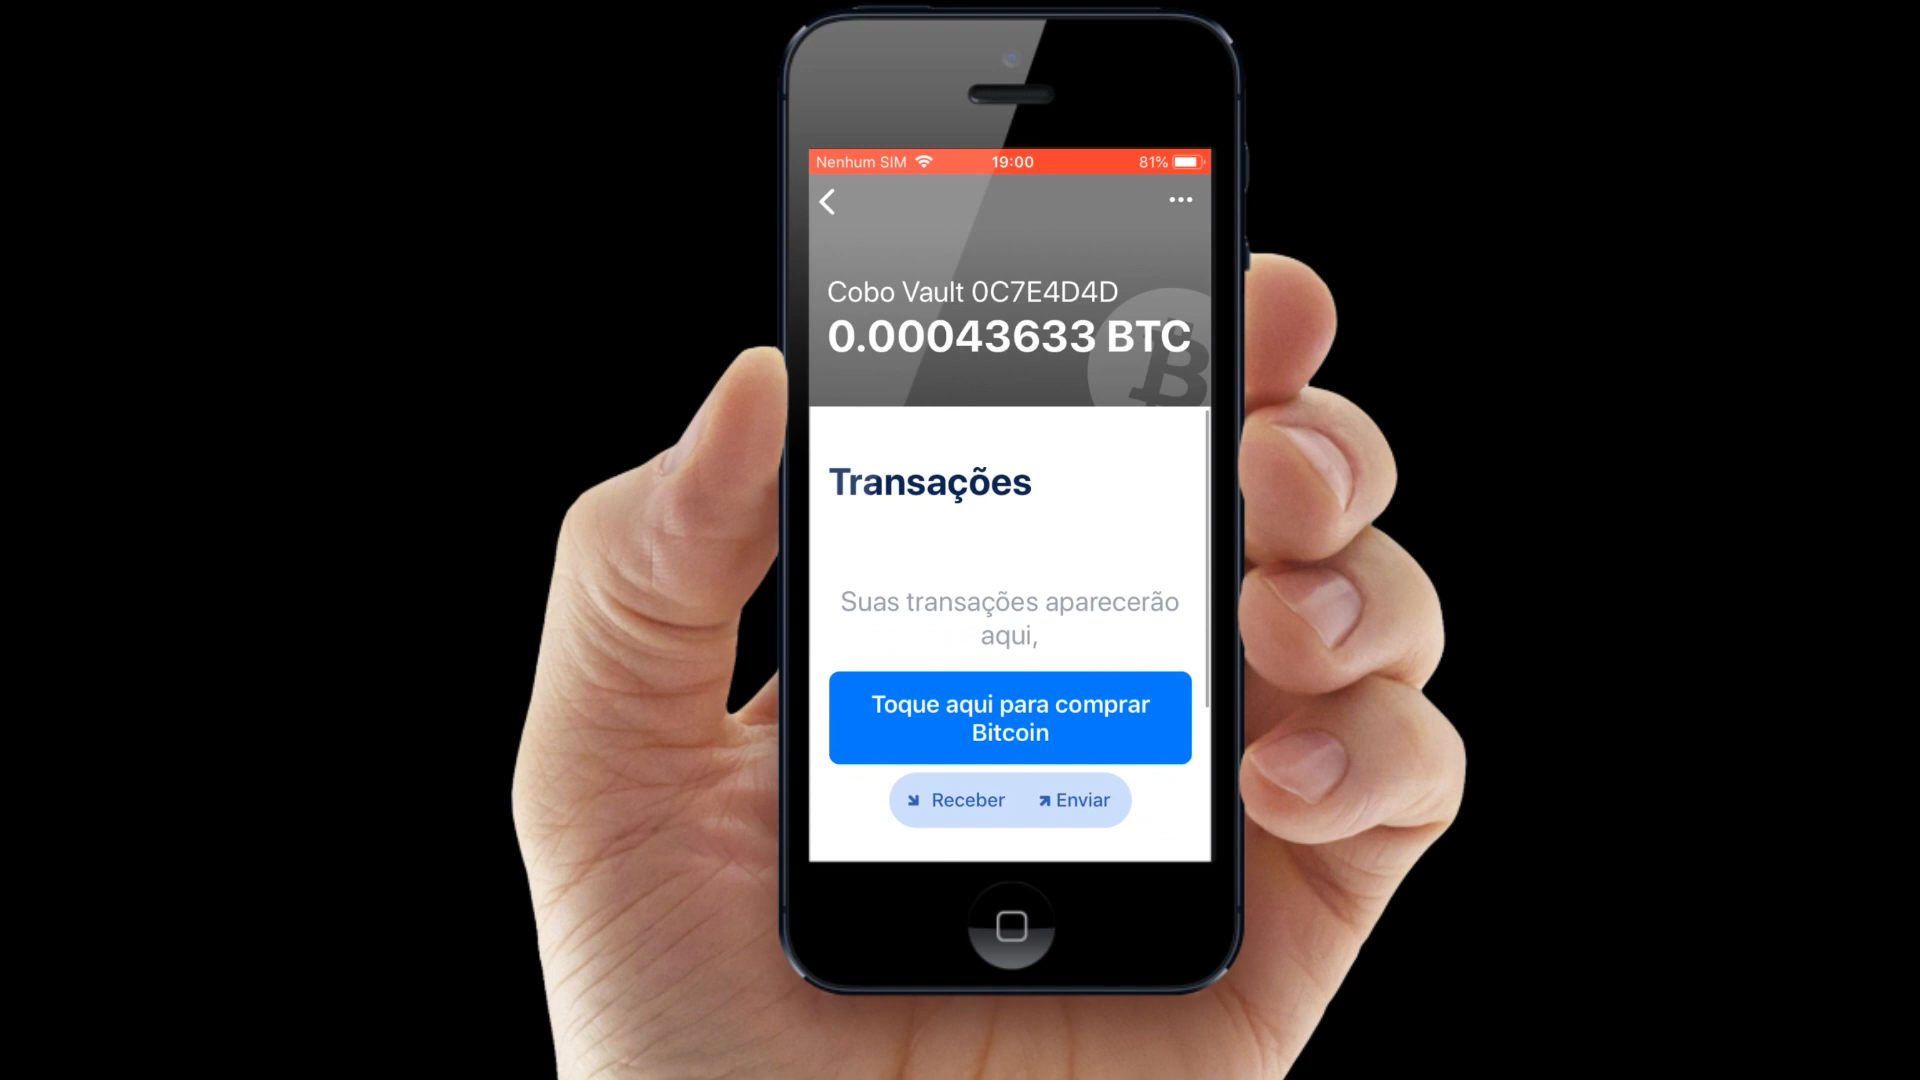 Nenhum SIM 19:00 81%
Cobo Vault 0C7E4D4D
0.00043633 BTC
Transações
Suas transações aparecerão
aqui,
Toque aqui para comprar
Bitcoin
Receber Enviar